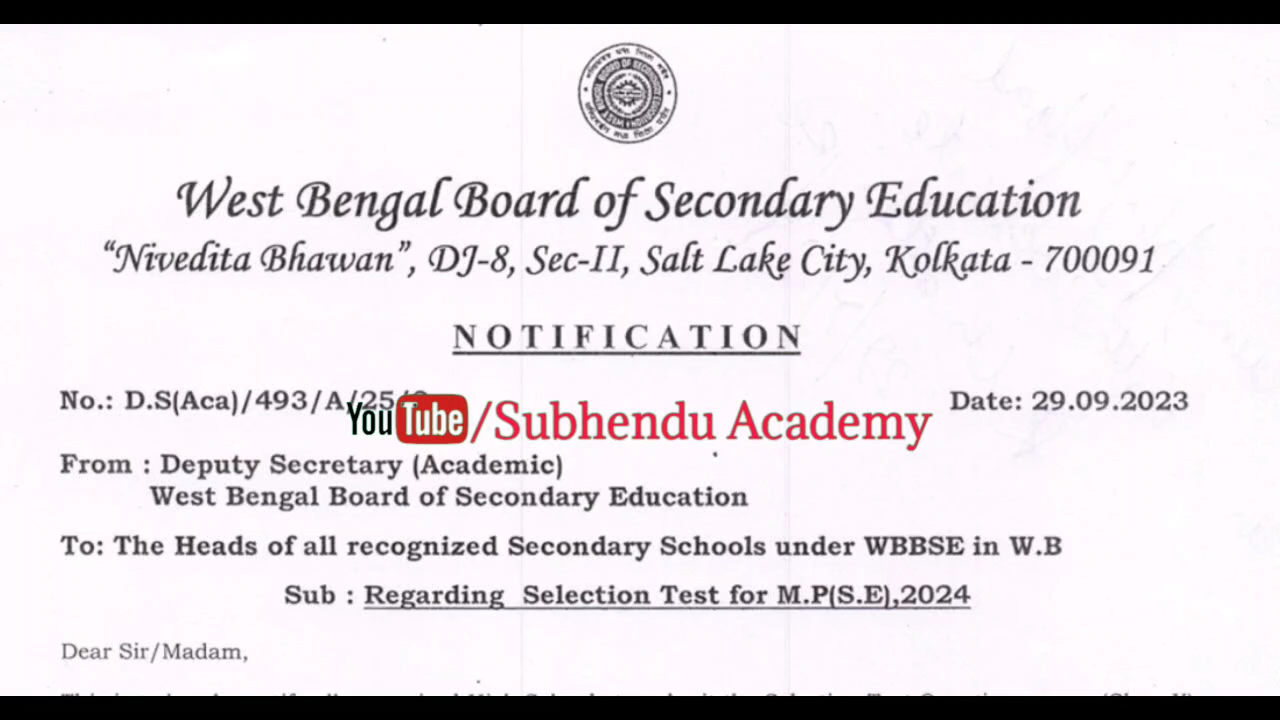 West Bengal Board of Secondary Education
“Nivedita Bhawan”, DJ-8, Sec-II, Salt Lake City, Kolkata - 700091
NOTIFICATION
No.: D.S(Aca)/493/A/25 Date: 29.09.2023
YouTube/Subhendu Academy
From : Deputy Secretary (Academic)
West Bengal Board of Secondary Education
To: The Heads of all recognized Secondary Schools under WBBSE in W.B
Sub : Regarding Selection Test for M.P(S.E),2024
Dear Sir/Madam,